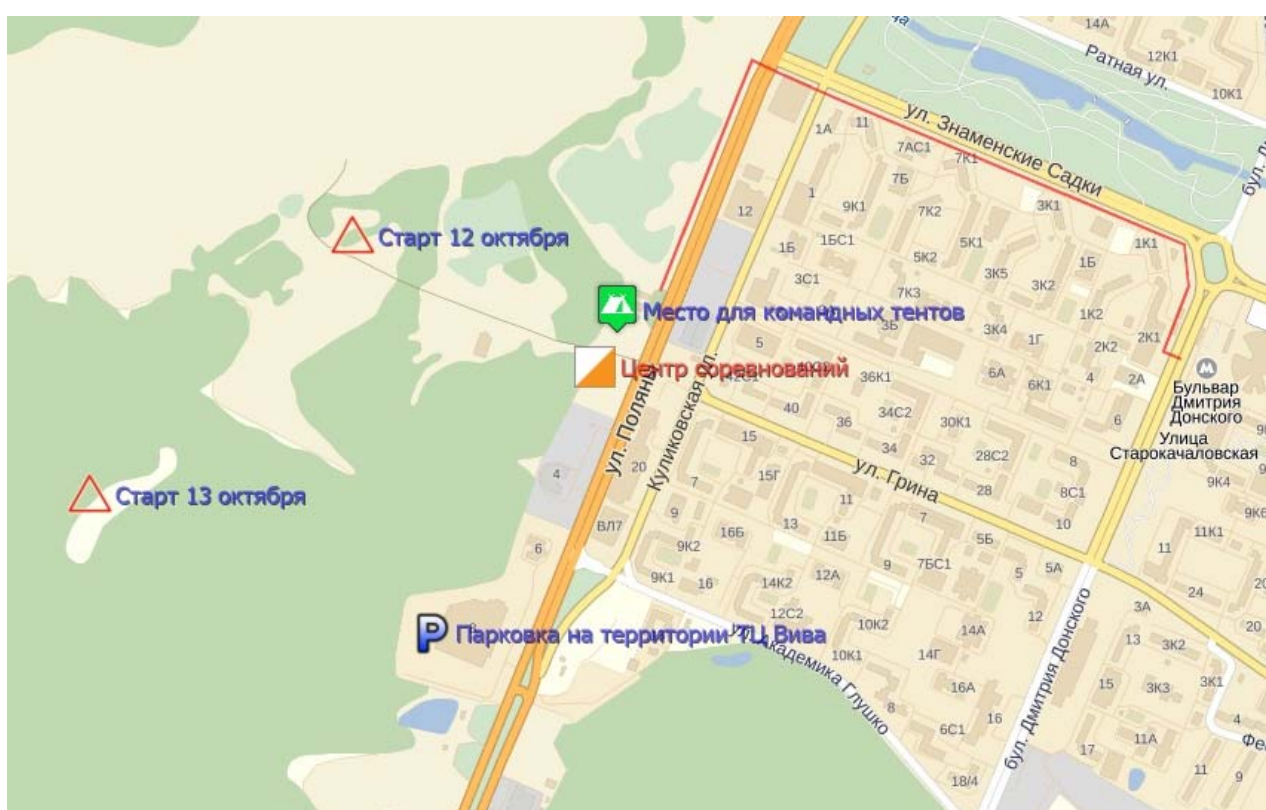 ца
14А
12К1
Ратная ул.
10К1
ул. Знаменские Садки
бул. Д
1А
11
7АС1
7К1
7Б
1
9К1
7К2
3К1
12
1Б
1БС1
5К1
5К2
3К5
1Б
1К1
Старт 12 октября
3С1
7К3
3К2
Место для командных тентов
3Б
3К4
1Г
1К2
2К2
2К1
5
Центр соревнований
42С1
36К1
6А
6К1
4
2А
Бульвар
Дмитрия
Донского
Улица
Старокачаловская
ул. Поляны
Куликовская ул.
40
36
34С2
30К1
6
15
34
32
28С2
8
ул. Грина
4
20
7
15Г
28
8С1
9К4
Старт 13 октября
11
10
9К6
9
13
7
ВЛ7
16Б
11Б
5Б
11К1
6
9К2
11
9К1
16
14К2
12А
9
7БС1
5
5А
24
20
12С2
12
3А
Парковка на территории ТЦ Вива
10К2
14А
13
3К2
ул. Академика Глушко
10К1
14Г
бул. Дмитрия Донского
16А
15
3К3
3К1
8
6С1
16
4
17
11А
Фе
18/4
11
9